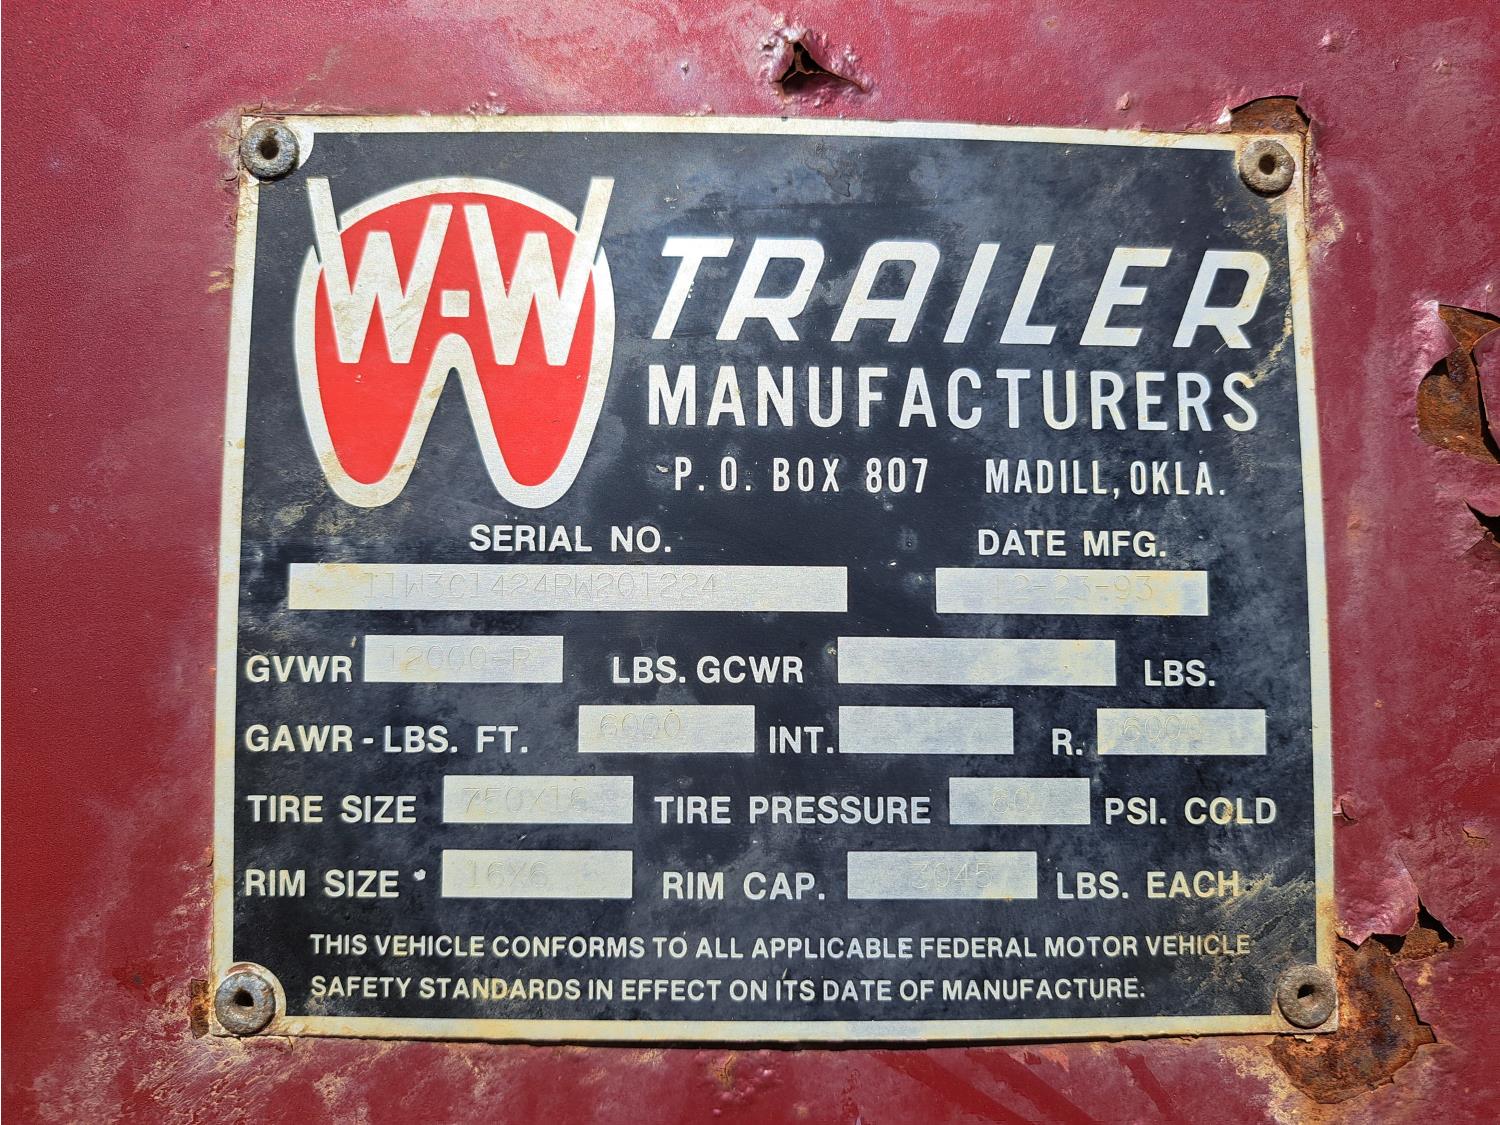 W-W
TRAILER
MANUFACTURERS
P. O. BOX 807 MADILL, OKLA.
SERIAL NO. DATE MFG.
11W3C1424RW201224 12-23-93
GVWR 12000-R LBS. GCWR LBS.
GAWR - LBS. FT. 6000 INT. R. 6000
TIRE SIZE 750X16 TIRE PRESSURE 60 PSI. COLD
RIM SIZE 16X6 RIM CAP. 3045 LBS. EACH
THIS VEHICLE CONFORMS TO ALL APPLICABLE FEDERAL MOTOR VEHICLE
SAFETY STANDARDS IN EFFECT ON ITS DATE OF MANUFACTURE.